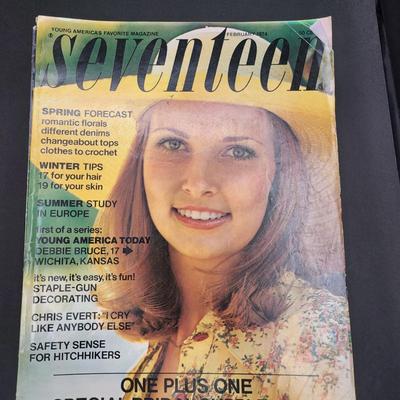 YOUNG AMERICA'S FAVORITE MAGAZINE
FEBRUARY 1974
seventeen
SPRING FORECAST
romantic florals
different denims
changeabout tops
clothes to crochet
WINTER TIPS
17 for your hair
19 for your skin
SUMMER STUDY
IN EUROPE
first of a series:
YOUNG AMERICA TODAY
DEBBIE BRUCE, 17 ➡
WICHITA, KANSAS
it's new, it's easy, it's fun!
STAPLE-GUN
DECORATING
CHRIS EVERT: "I CRY
LIKE ANYBODY ELSE"
SAFETY SENSE
FOR HITCHHIKERS
ONE PLUS ONE